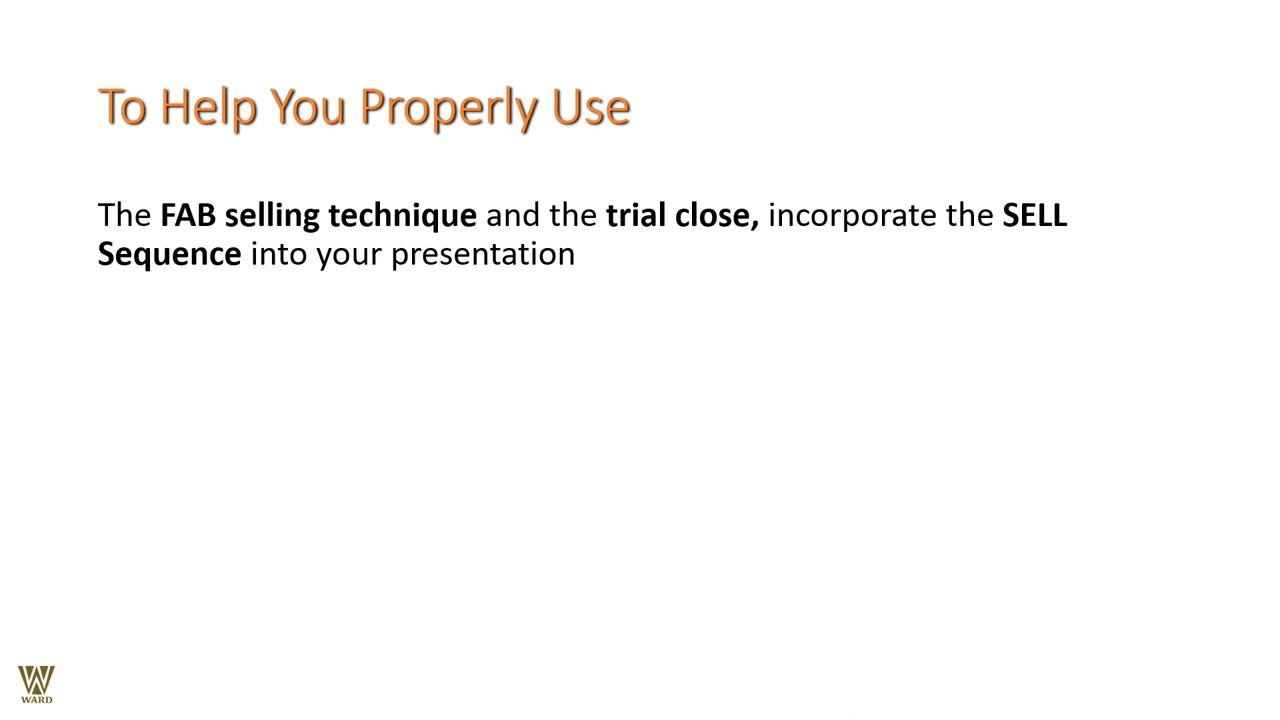 To Help You Properly Use
The FAB selling technique and the trial close, incorporate the SELL
Sequence into your presentation
WARD